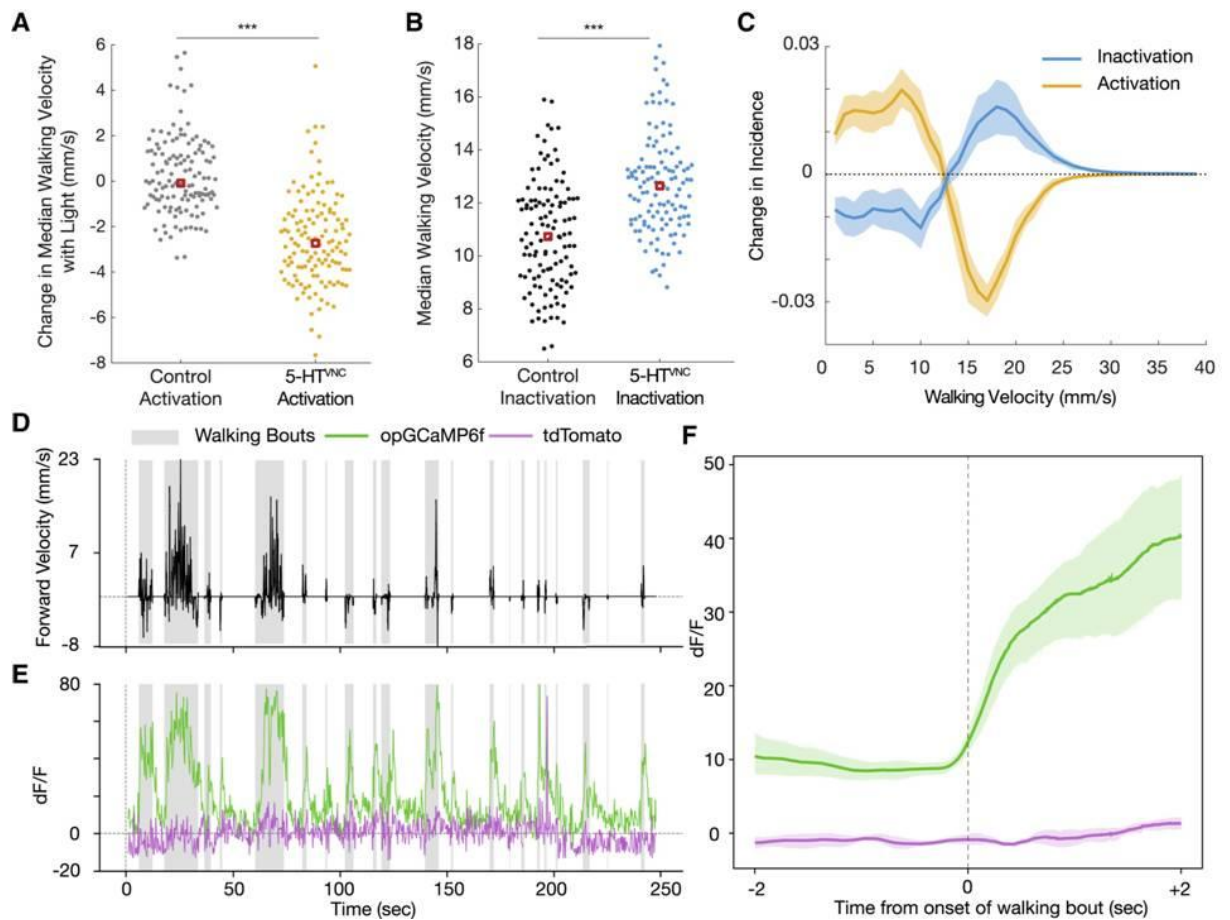 A
***
Change in Median Walking Velocity
with Light (mm/s)
6
4
2
0
-2
-4
-6
-8
Control
Activation
5-HTVNC
Activation
B
***
Median Walking Velocity (mm/s)
18
16
14
12
10
8
6
Control
Inactivation
5-HTVNC
Inactivation
C
Inactivation
Activation
Change in Incidence
0.03
0
-0.03
0 5 10 15 20 25 30 35 40
Walking Velocity (mm/s)
D
Walking Bouts opGCaMP6f tdTomato
Forward Velocity (mm/s)
23
7
-8
E
dF/F
80
0
-20
0 50 100 150 200 250
Time (sec)
F
dF/F
50
40
30
20
10
0
-2 0 +2
Time from onset of walking bout (sec)